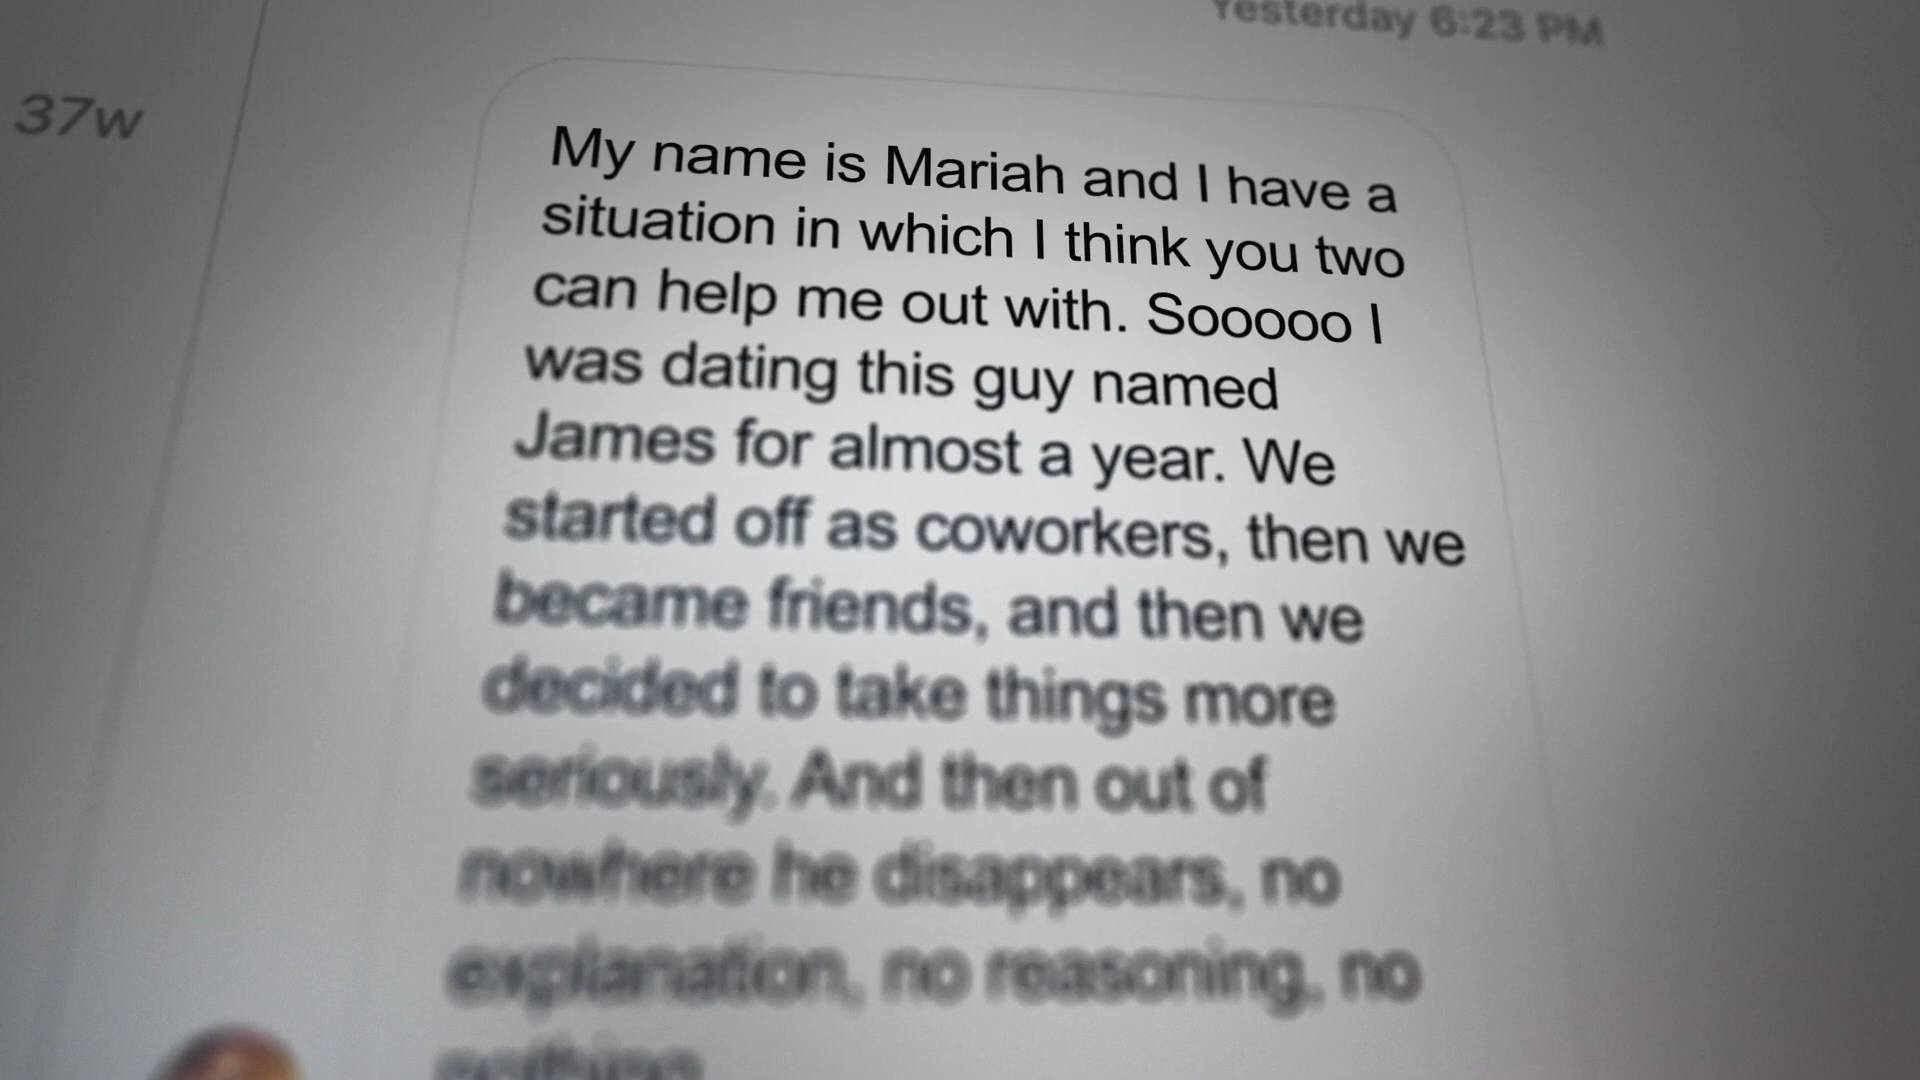 Yesterday 6:23 PM
37w
My name is Mariah and I have a
situation in which I think you two
can help me out with. Sooooo I
was dating this guy named
James for almost a year. We
started off as coworkers, then we
became friends, and then we
decided to take things more
seriously. And then out of
nowhere he disappears, no
explanation, no reasoning, no
nothing